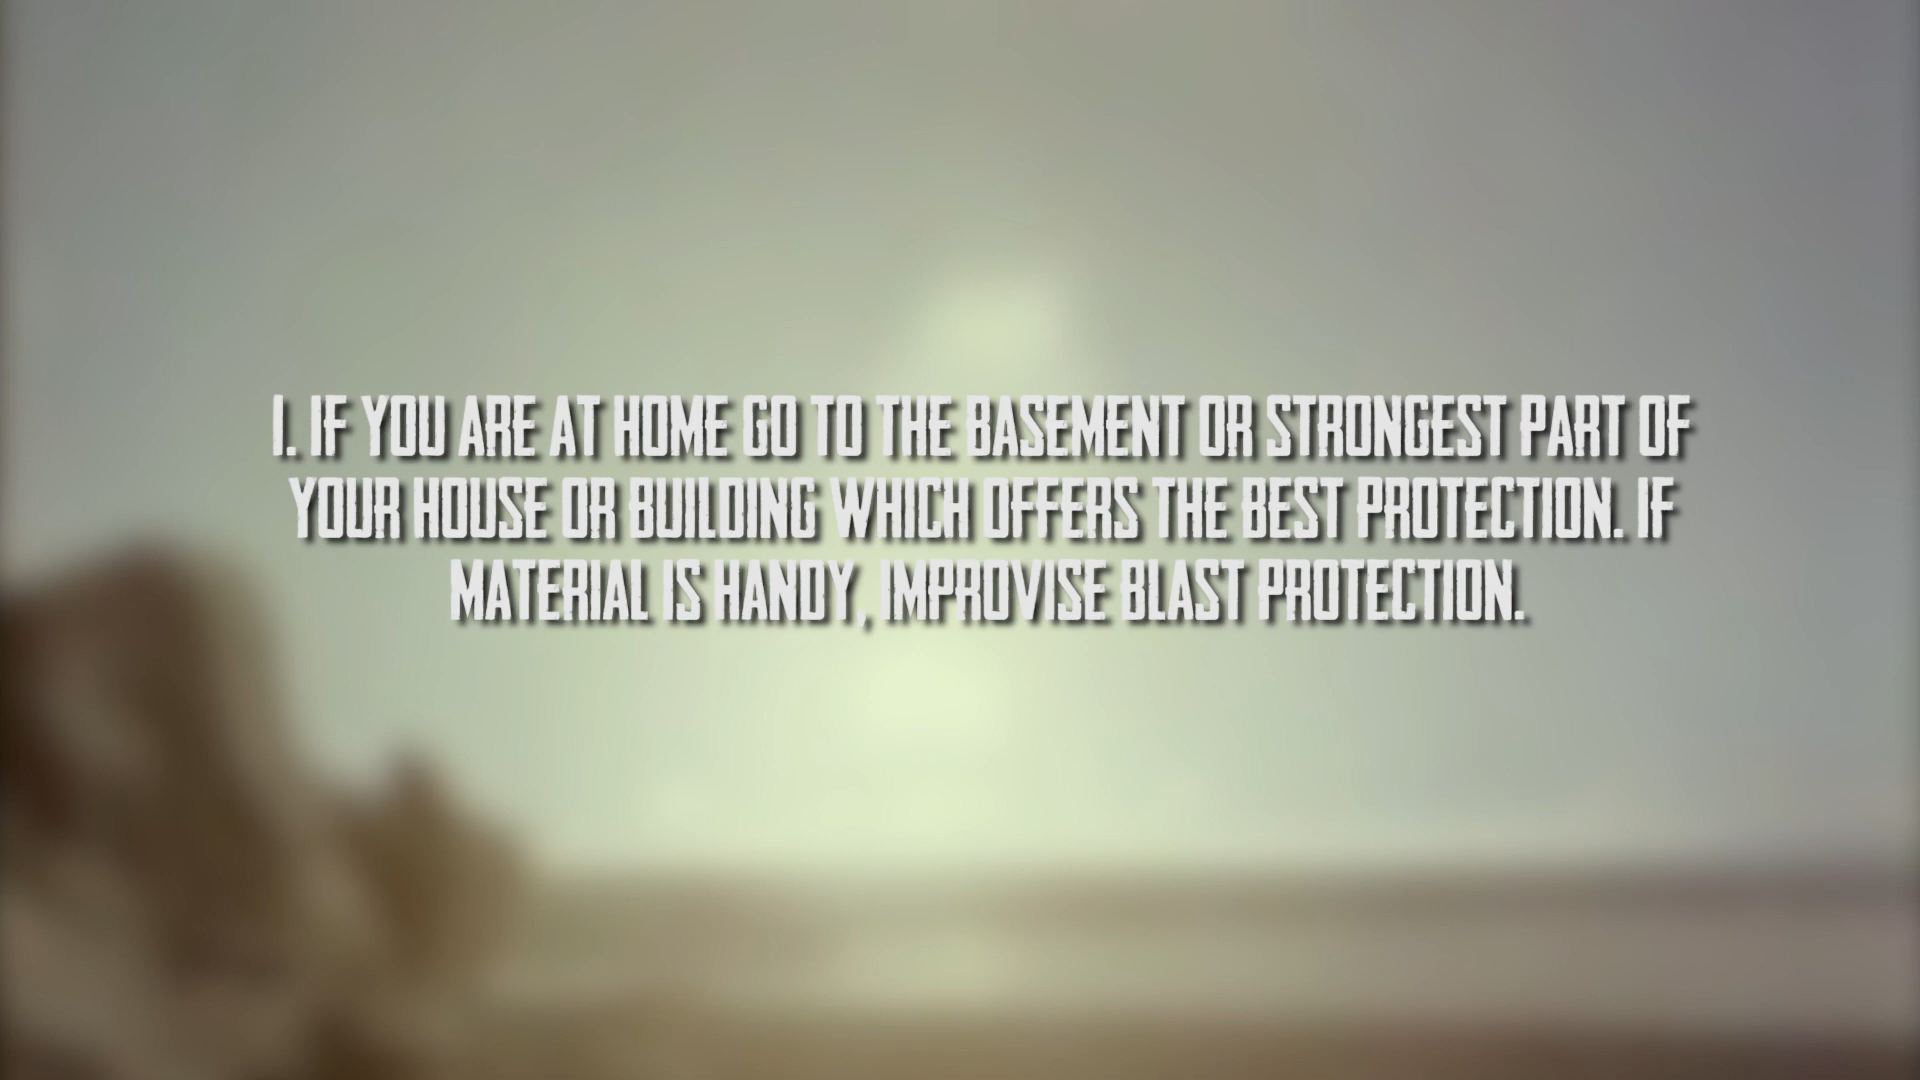 1. IF YOU ARE AT HOME GO TO THE BASEMENT OR STRONGEST PART OF
YOUR HOUSE OR BUILDING WHICH OFFERS THE BEST PROTECTION. IF
MATERIAL IS HANDY, IMPROVISE BLAST PROTECTION.